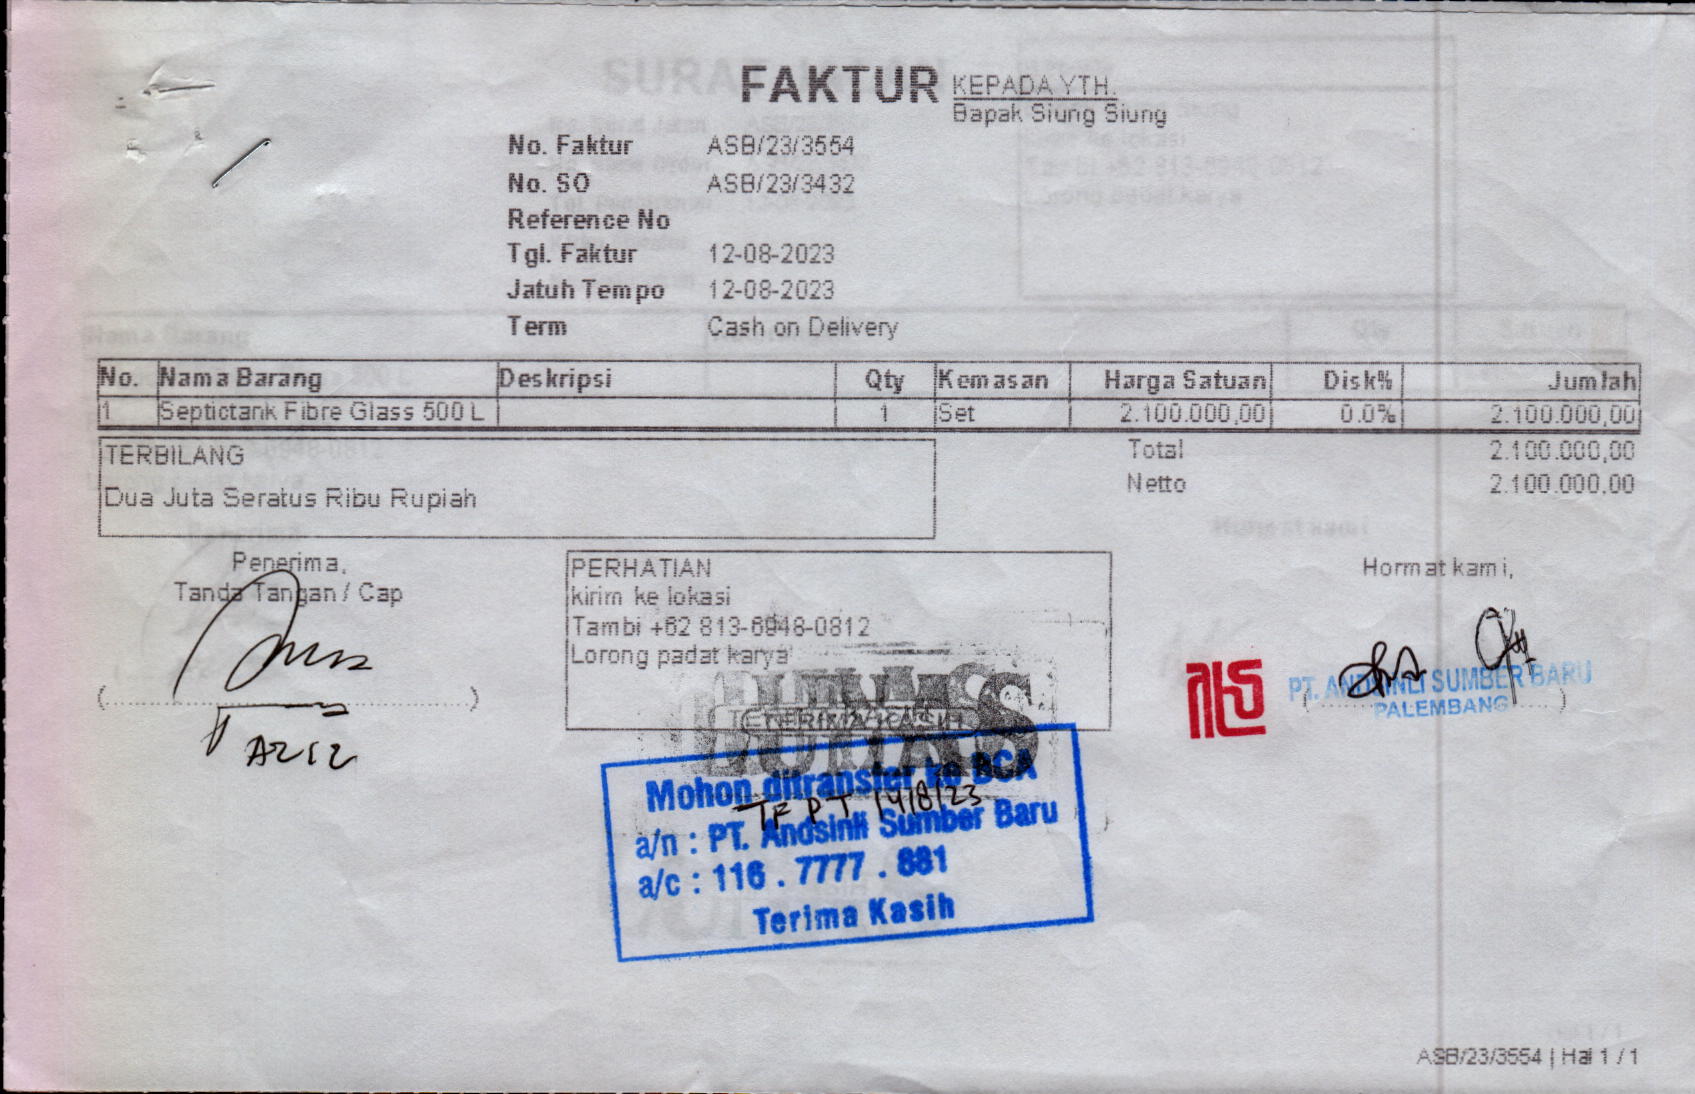 FAKTUR
KEPADA YTH.
Bapak Siung Siung
No. Faktur ASB/23/3554
No. SO ASB/23/3432
Reference No
Tgl. Faktur 12-08-2023
Jatuh Tempo 12-08-2023
Term Cash on Delivery
No. Nama Barang Deskripsi Qty Kemasan Harga Satuan Disk% Jumlah
1 Septictank Fibre Glass 500 L 1 Set 2.100.000,00 0.0% 2.100.000,00
Total 2.100.000,00
Netto 2.100.000,00
TERBILANG
Dua Juta Seratus Ribu Rupiah
Penerima,
Tanda Tangan / Cap
(....................)
AZIZ
PERHATIAN
kirim ke lokasi
Tambi +62 813-6948-0812
Lorong padat karya
LUNAS
TERIMA KASIH
Mohon ditransfer ke BCA
TF PT 14/8/23
a/n : PT. Andsinli Sumber Baru
a/c : 116 . 7777 . 881
Terima Kasih
Hormat kami,
PT. ANDSINLI SUMBER BARU
PALEMBANG
ASB/23/3554 | Hal 1 / 1